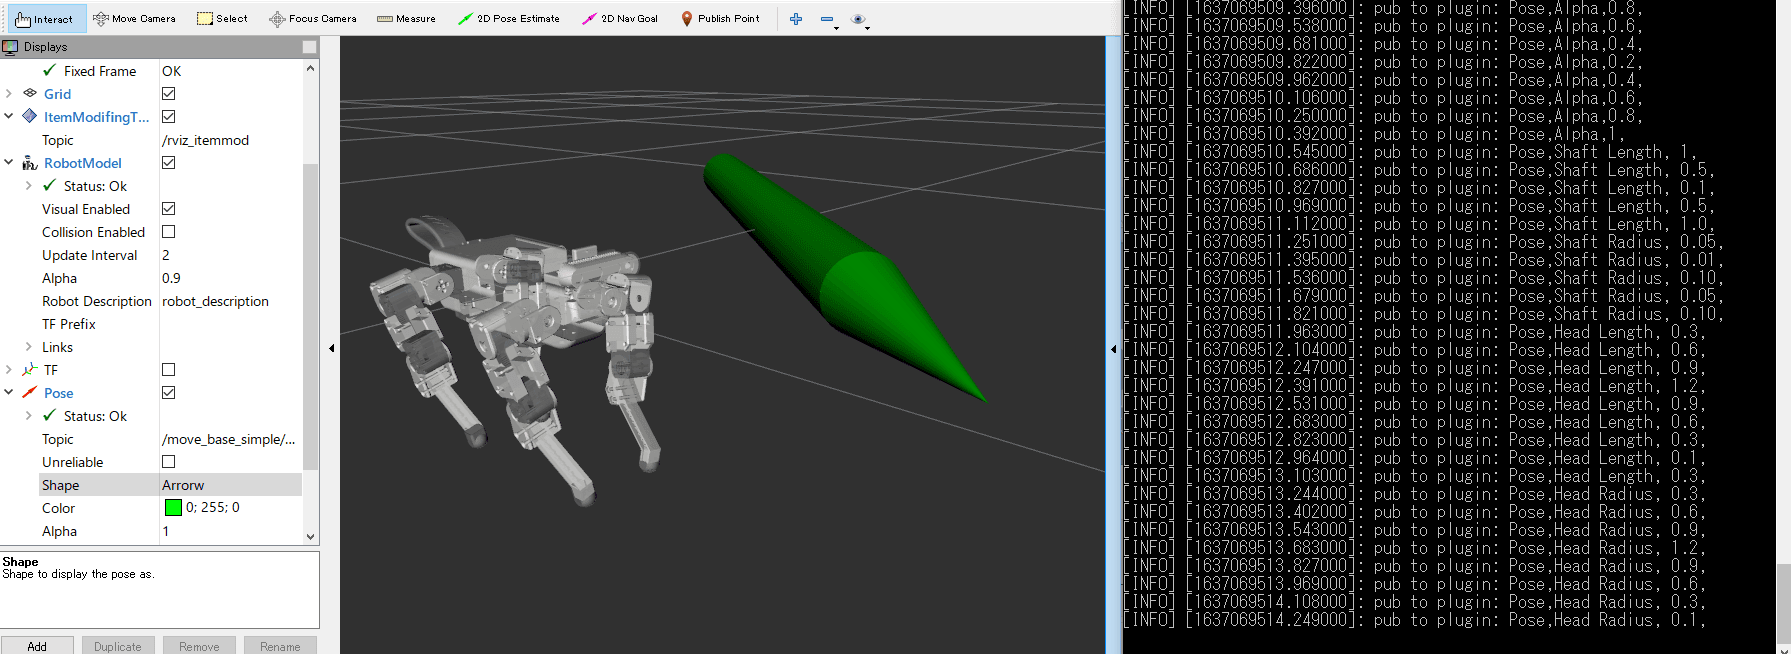 Interact Move Camera Select Focus Camera Measure 2D Pose Estimate 2D Nav Goal Publish Point
Displays
Fixed Frame OK
Grid
ItemModifingT...
Topic /rviz_itemmod
RobotModel
Status: Ok
Visual Enabled
Collision Enabled
Update Interval 2
Alpha 0.9
Robot Description robot_description
TF Prefix
Links
TF
Pose
Status: Ok
Topic /move_base_simple/...
Unreliable
Shape Arrorw
Color 0; 255; 0
Alpha 1
Shape
Shape to display the pose as.
Add Duplicate Remove Rename
[INFO] [1637069509.396000]: pub to plugin: Pose,Alpha,0.8,
[INFO] [1637069509.538000]: pub to plugin: Pose,Alpha,0.6,
[INFO] [1637069509.681000]: pub to plugin: Pose,Alpha,0.4,
[INFO] [1637069509.822000]: pub to plugin: Pose,Alpha,0.2,
[INFO] [1637069509.962000]: pub to plugin: Pose,Alpha,0.4,
[INFO] [1637069510.106000]: pub to plugin: Pose,Alpha,0.6,
[INFO] [1637069510.250000]: pub to plugin: Pose,Alpha,0.8,
[INFO] [1637069510.392000]: pub to plugin: Pose,Alpha,1,
[INFO] [1637069510.545000]: pub to plugin: Pose,Shaft Length, 1,
[INFO] [1637069510.686000]: pub to plugin: Pose,Shaft Length, 0.5,
[INFO] [1637069510.827000]: pub to plugin: Pose,Shaft Length, 0.1,
[INFO] [1637069510.969000]: pub to plugin: Pose,Shaft Length, 0.5,
[INFO] [1637069511.112000]: pub to plugin: Pose,Shaft Length, 1.0,
[INFO] [1637069511.251000]: pub to plugin: Pose,Shaft Radius, 0.05,
[INFO] [1637069511.395000]: pub to plugin: Pose,Shaft Radius, 0.01,
[INFO] [1637069511.536000]: pub to plugin: Pose,Shaft Radius, 0.10,
[INFO] [1637069511.679000]: pub to plugin: Pose,Shaft Radius, 0.05,
[INFO] [1637069511.821000]: pub to plugin: Pose,Shaft Radius, 0.10,
[INFO] [1637069511.963000]: pub to plugin: Pose,Head Length, 0.3,
[INFO] [1637069512.104000]: pub to plugin: Pose,Head Length, 0.6,
[INFO] [1637069512.247000]: pub to plugin: Pose,Head Length, 0.9,
[INFO] [1637069512.391000]: pub to plugin: Pose,Head Length, 1.2,
[INFO] [1637069512.531000]: pub to plugin: Pose,Head Length, 0.9,
[INFO] [1637069512.683000]: pub to plugin: Pose,Head Length, 0.6,
[INFO] [1637069512.823000]: pub to plugin: Pose,Head Length, 0.3,
[INFO] [1637069512.964000]: pub to plugin: Pose,Head Length, 0.1,
[INFO] [1637069513.103000]: pub to plugin: Pose,Head Length, 0.3,
[INFO] [1637069513.244000]: pub to plugin: Pose,Head Radius, 0.3,
[INFO] [1637069513.402000]: pub to plugin: Pose,Head Radius, 0.6,
[INFO] [1637069513.543000]: pub to plugin: Pose,Head Radius, 0.9,
[INFO] [1637069513.683000]: pub to plugin: Pose,Head Radius, 1.2,
[INFO] [1637069513.827000]: pub to plugin: Pose,Head Radius, 0.9,
[INFO] [1637069513.969000]: pub to plugin: Pose,Head Radius, 0.6,
[INFO] [1637069514.108000]: pub to plugin: Pose,Head Radius, 0.3,
[INFO] [1637069514.249000]: pub to plugin: Pose,Head Radius, 0.1,